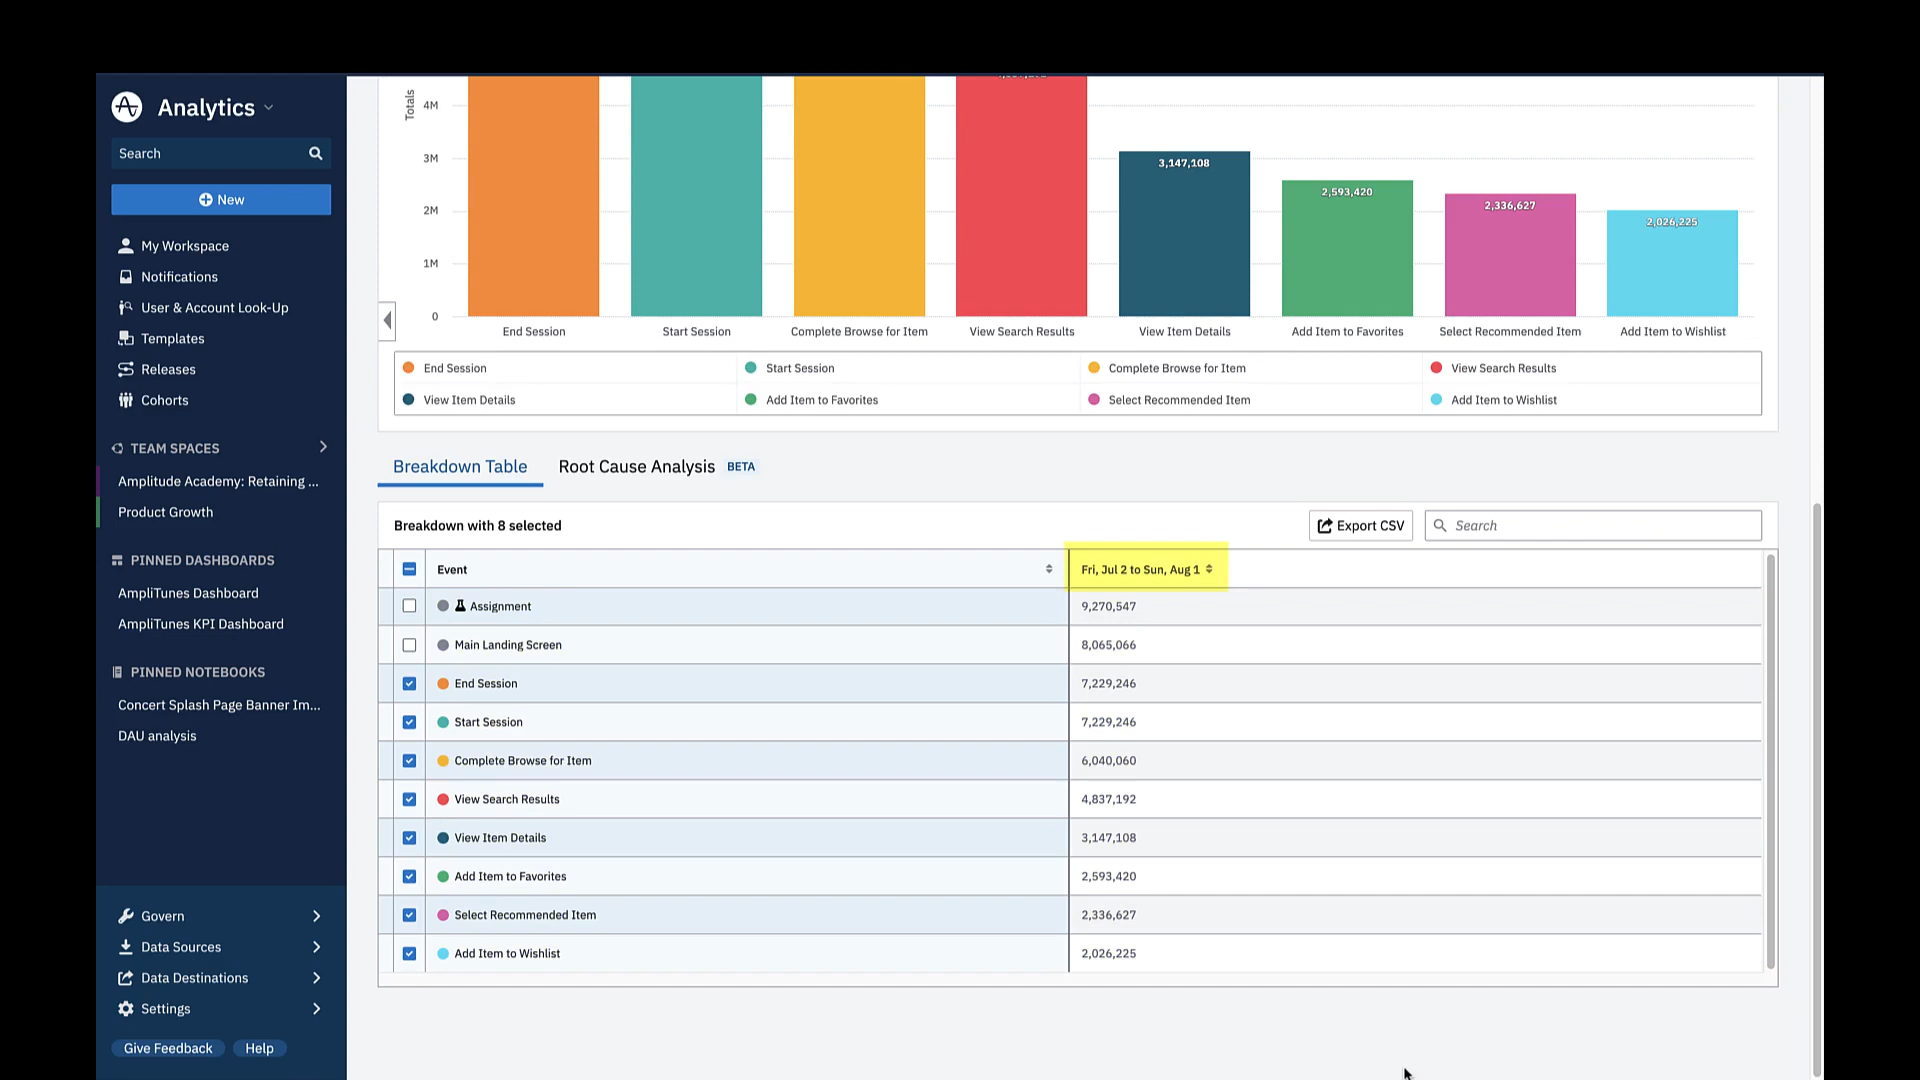 Analytics
Search
New
My Workspace
Notifications
User & Account Look-Up
Templates
Releases
Cohorts
TEAM SPACES
Amplitude Academy: Retaining ...
Product Growth
PINNED DASHBOARDS
AmpliTunes Dashboard
AmpliTunes KPI Dashboard
PINNED NOTEBOOKS
Concert Splash Page Banner Im...
DAU analysis
Govern
Data Sources
Data Destinations
Settings
Give Feedback Help
Totals
4M
3M
2M
1M
0
3,147,108
2,593,420
2,336,627
2,026,225
End Session Start Session Complete Browse for Item View Search Results View Item Details Add Item to Favorites Select Recommended Item Add Item to Wishlist
End Session Start Session Complete Browse for Item View Search Results
View Item Details Add Item to Favorites Select Recommended Item Add Item to Wishlist
Breakdown Table Root Cause Analysis BETA
Breakdown with 8 selected Export CSV Search
Event Fri, Jul 2 to Sun, Aug 1
Assignment 9,270,547
Main Landing Screen 8,065,066
End Session 7,229,246
Start Session 7,229,246
Complete Browse for Item 6,040,060
View Search Results 4,837,192
View Item Details 3,147,108
Add Item to Favorites 2,593,420
Select Recommended Item 2,336,627
Add Item to Wishlist 2,026,225